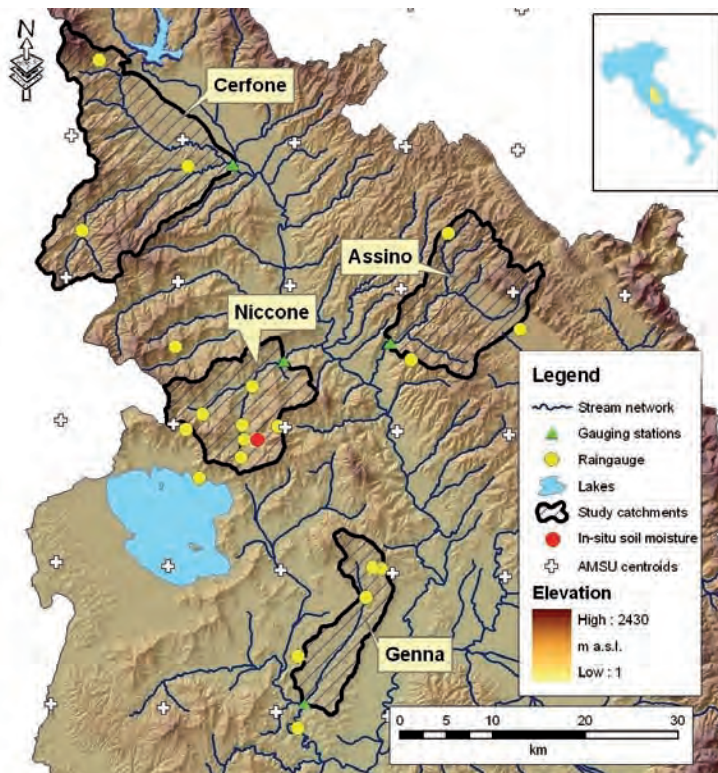 N
Cerfone
Assino
Niccone
Genna
Legend
Stream network
Gauging stations
Raingauge
Lakes
Study catchments
In-situ soil moisture
AMSU centroids
Elevation
High : 2430
m a.s.l.
Low : 1
0 5 10 20 30
km